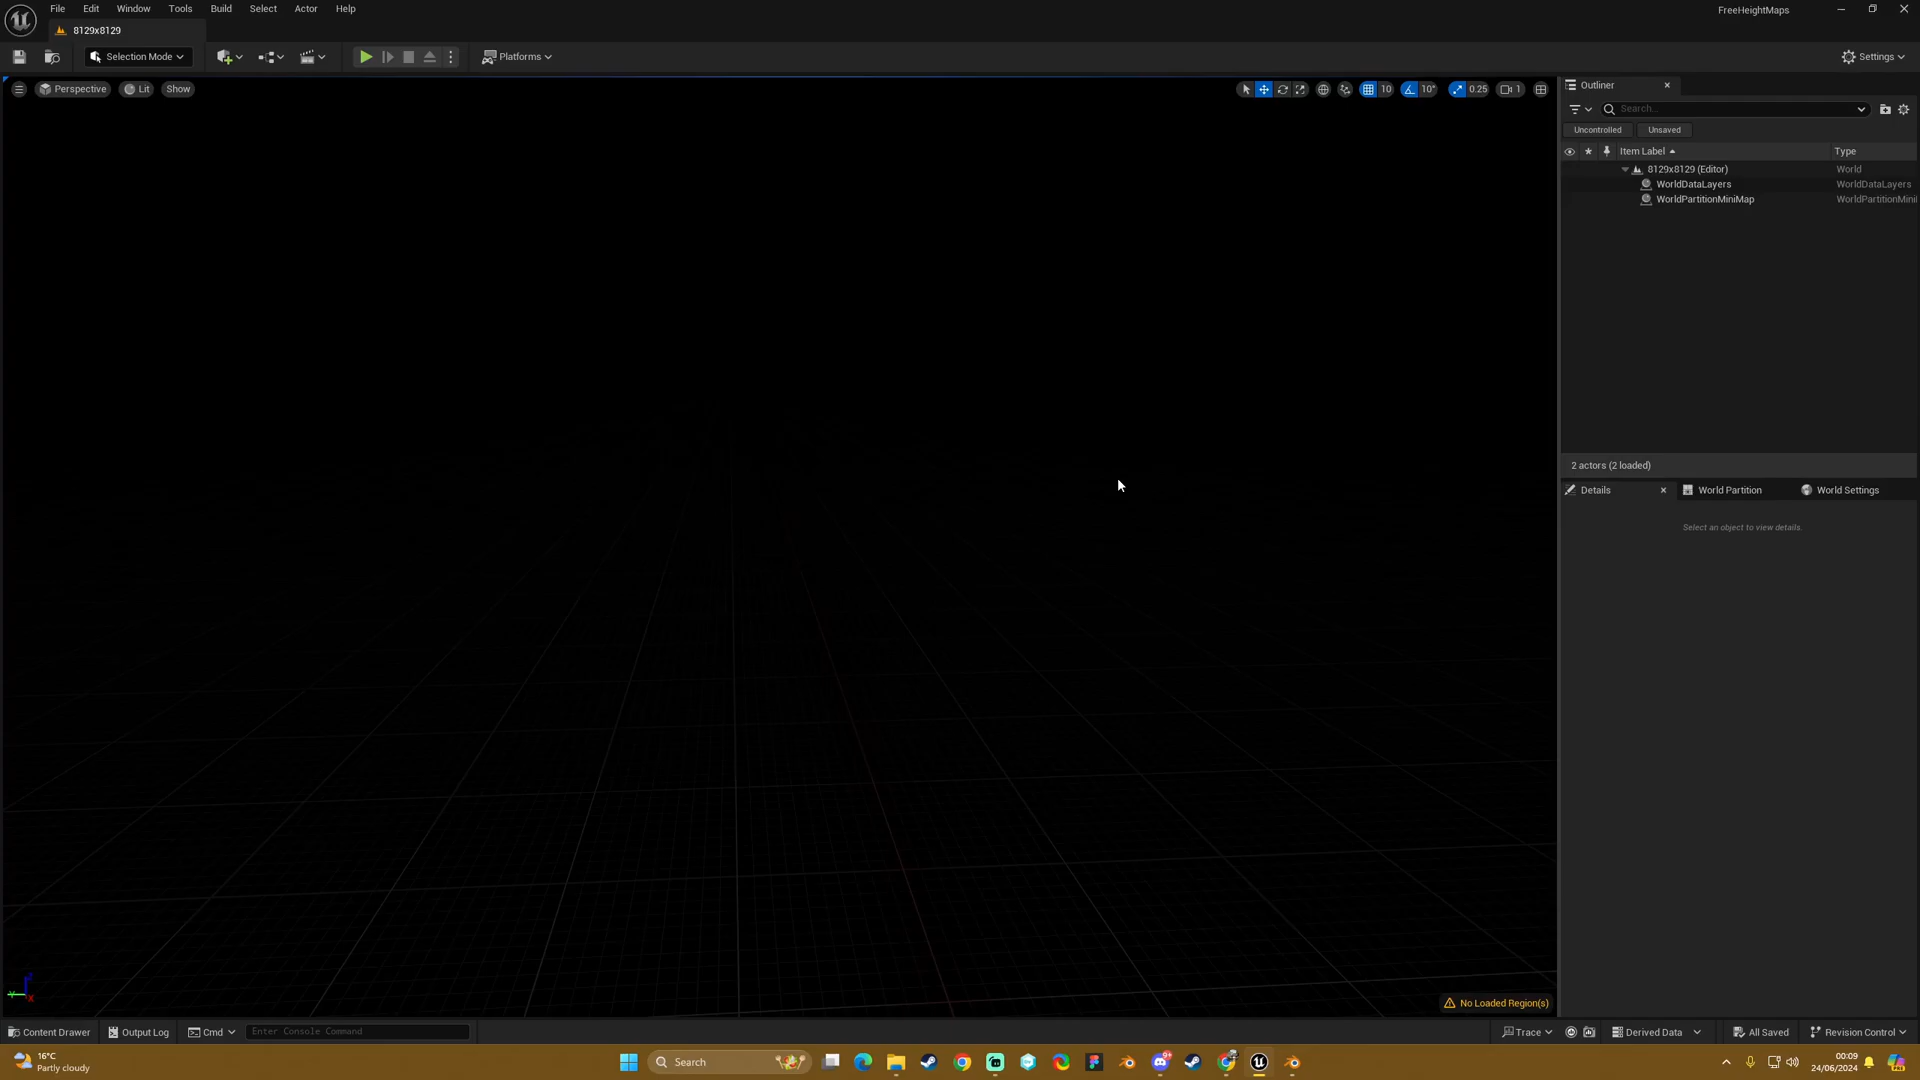 File Edit Window Tools Build Select Actor Help
FreeHeightMaps
8129x8129
Selection Mode
Platforms
Settings
Perspective
Lit
Show
10
10°
0.25
1
Outliner
Search...
Uncontrolled
Unsaved
Item Label
Type
8129x8129 (Editor)
World
WorldDataLayers
WorldDataLayers
WorldPartitionMiniMap
WorldPartitionMini
2 actors (2 loaded)
Details
World Partition
World Settings
Select an object to view details.
No Loaded Region(s)
Content Drawer
Output Log
Cmd
Enter Console Command
Trace
Derived Data
All Saved
Revision Control
16°C
Partly cloudy
Search
00:09
24/06/2024